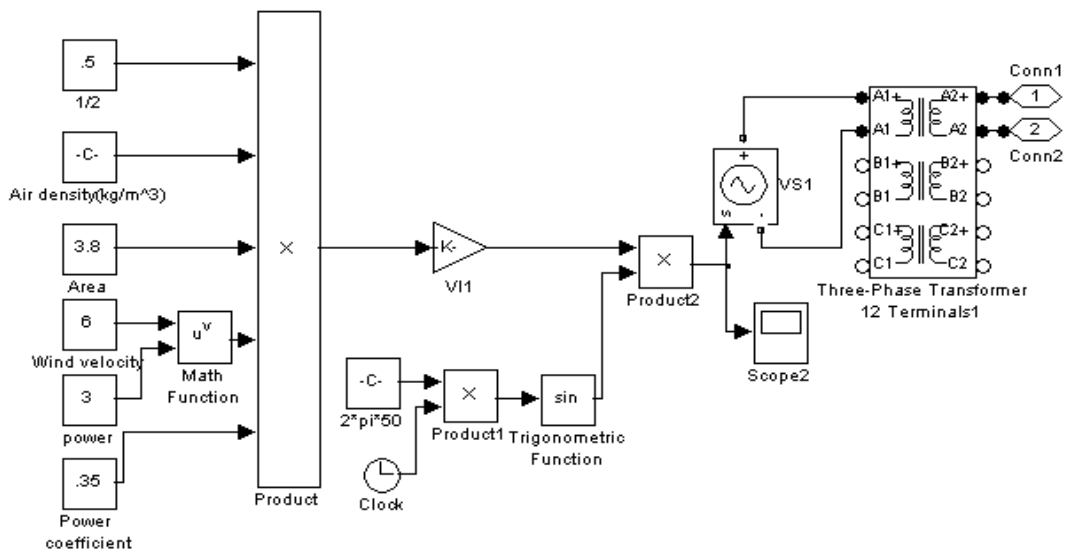 .5
1/2
-C-
Air density(kg/m^3)
3.8
Area
6
Wind velocity
3
power
.35
Power
coefficient
u^v
Math
Function
×
Product
K-
VI1
-C-
2*pi*50
Clock
×
Product1
sin
Trigonometric
Function
×
Product2
Scope2
+
s
-
VS1
A1+
A2+
A1
A2
B1+
B2+
B1
B2
C1+
C2+
C1
C2
Three-Phase Transformer
12 Terminals1
Conn1
1
2
Conn2